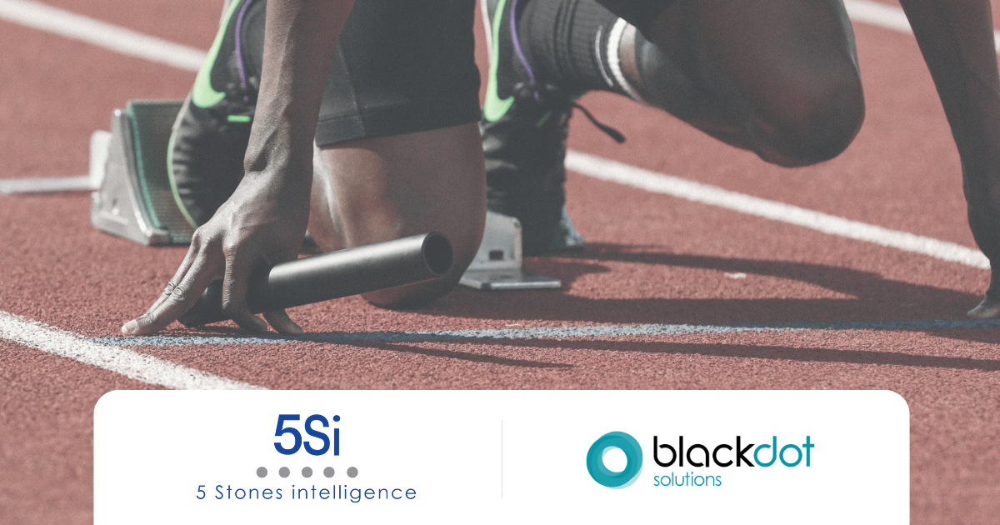 5Si
5 Stones intelligence
blackdot
solutions